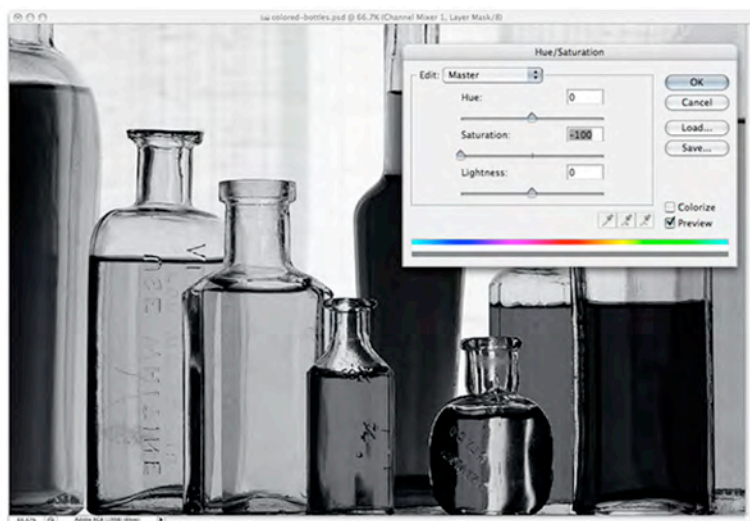 colored-bottles.psd @ 66.7% (Channel Mixer 1, Layer Mask/8)
Hue/Saturation
Edit: Master
OK
Hue: 0
Cancel
Saturation: -100
Load...
Save...
Lightness: 0
Colorize
Preview